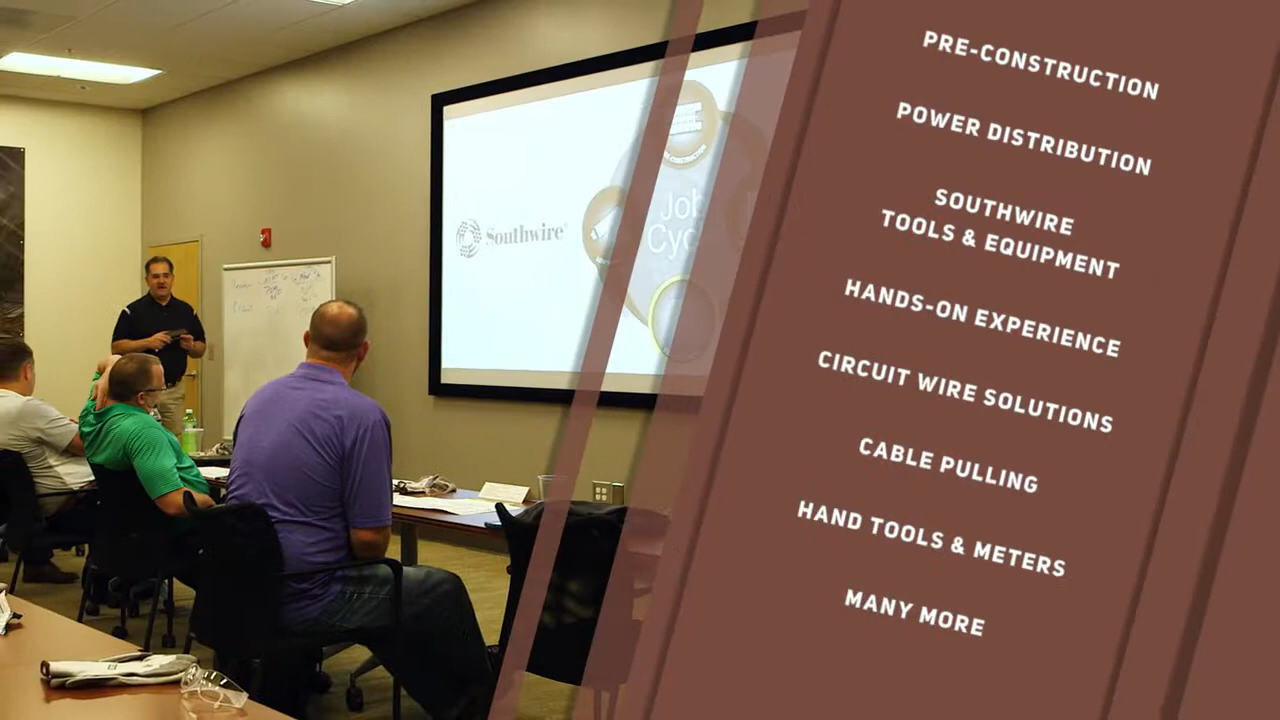 Southwire
Job
PRE-CONSTRUCTION
POWER DISTRIBUTION
SOUTHWIRE
TOOLS & EQUIPMENT
HANDS-ON EXPERIENCE
CIRCUIT WIRE SOLUTIONS
CABLE PULLING
HAND TOOLS & METERS
MANY MORE